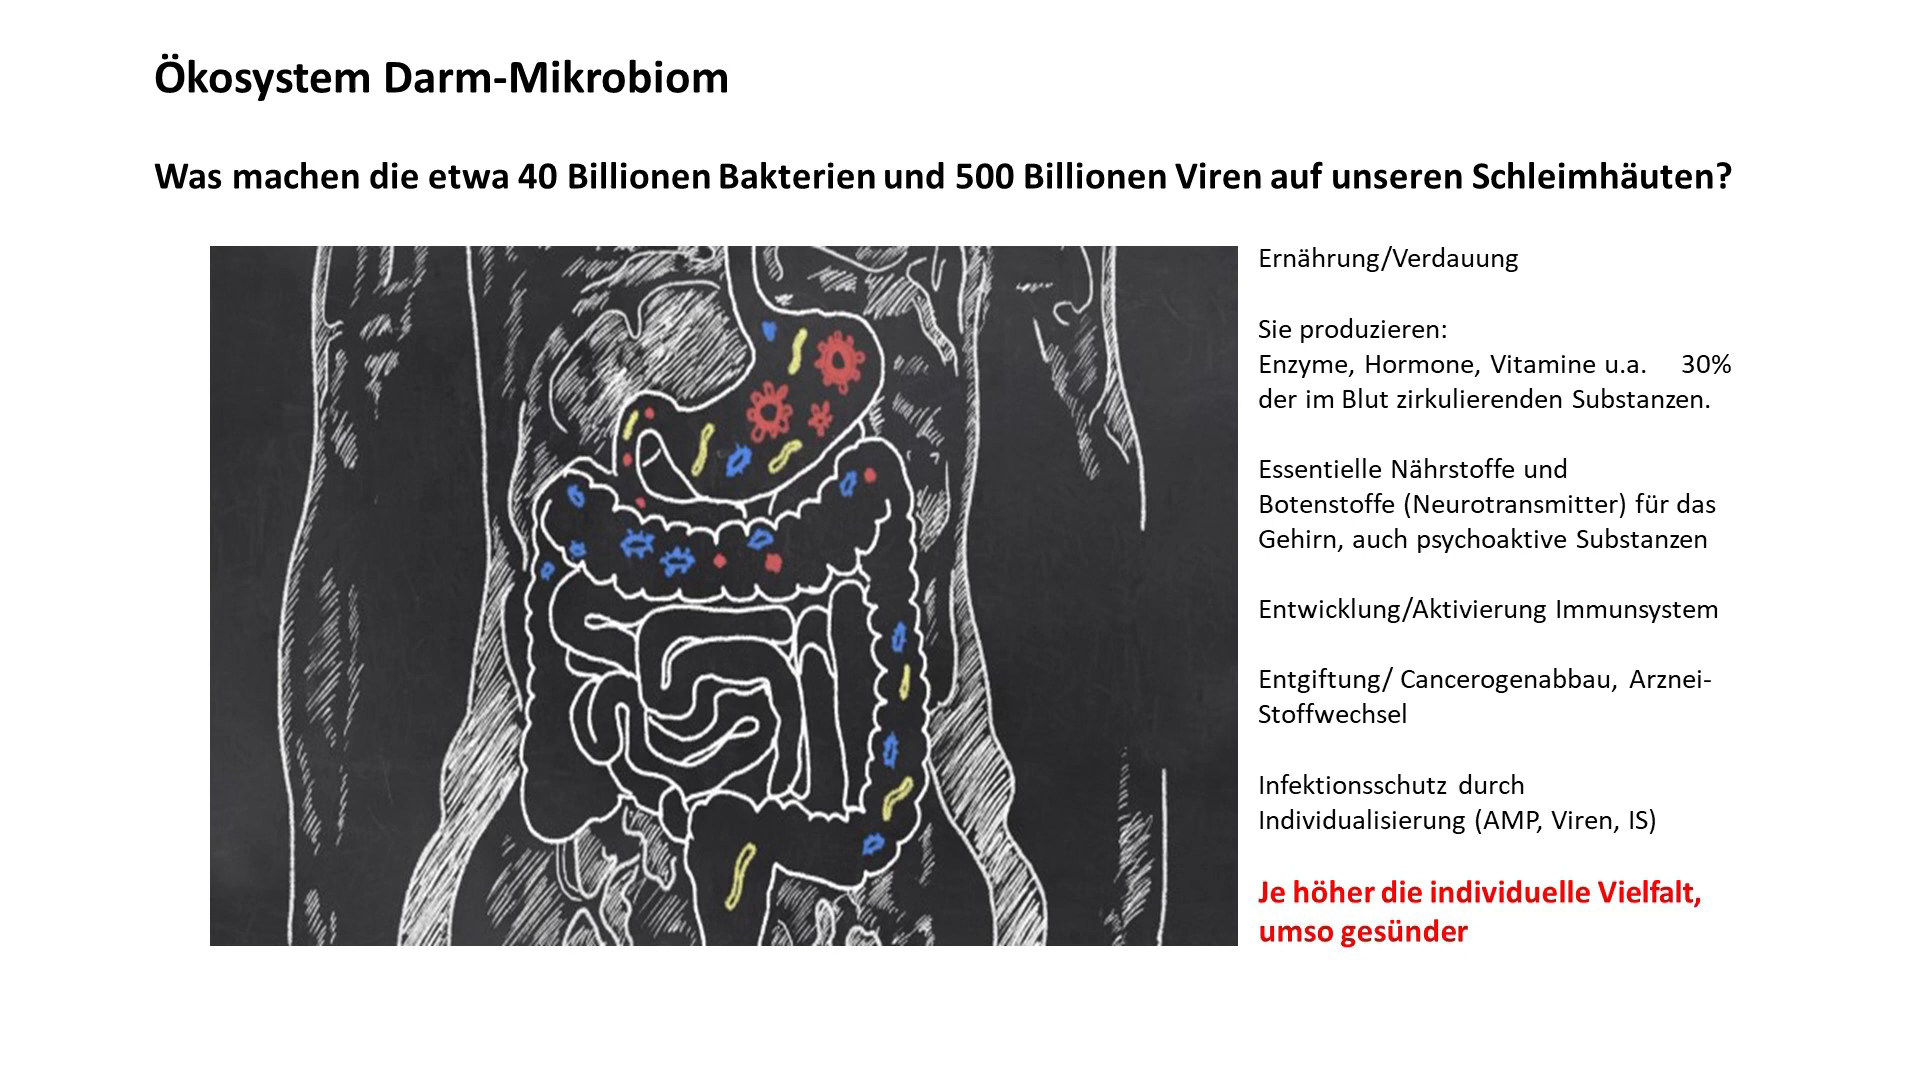 Ökosystem Darm-Mikrobiom
Was machen die etwa 40 Billionen Bakterien und 500 Billionen Viren auf unseren Schleimhäuten?
Ernährung/Verdauung
Sie produzieren:
Enzyme, Hormone, Vitamine u.a. 30%
der im Blut zirkulierenden Substanzen.
Essentielle Nährstoffe und
Botenstoffe (Neurotransmitter) für das
Gehirn, auch psychoaktive Substanzen
Entwicklung/Aktivierung Immunsystem
Entgiftung/ Cancerogenabbau, Arznei-
Stoffwechsel
Infektionsschutz durch
Individualisierung (AMP, Viren, IS)
Je höher die individuelle Vielfalt,
umso gesünder